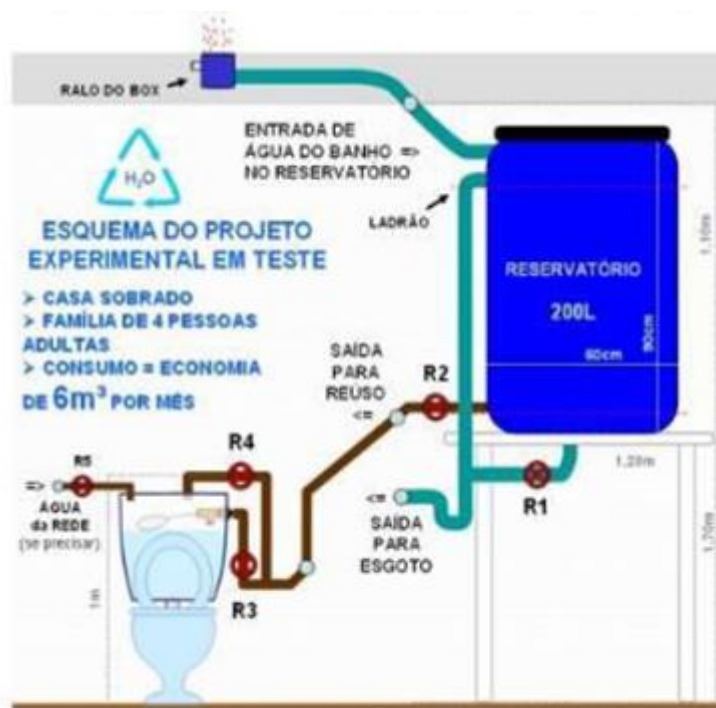 RALO DO BOX
ENTRADA DE
ÁGUA DO BANHO =>
NO RESERVATÓRIO
H₂O
LADRÃO
ESQUEMA DO PROJETO
EXPERIMENTAL EM TESTE
➢ CASA SOBRADO
➢ FAMÍLIA DE 4 PESSOAS
ADULTAS
➢ CONSUMO = ECONOMIA
DE 6m³ POR MÊS
RESERVATÓRIO
200L
90cm
60cm
1,10m
SAÍDA
PARA
REÚSO
<=
R2
R4
R5
=>
ÁGUA
da REDE
(se precisar)
1m
R3
<=
SAÍDA
PARA
ESGOTO
R1
1,20m
1,70m